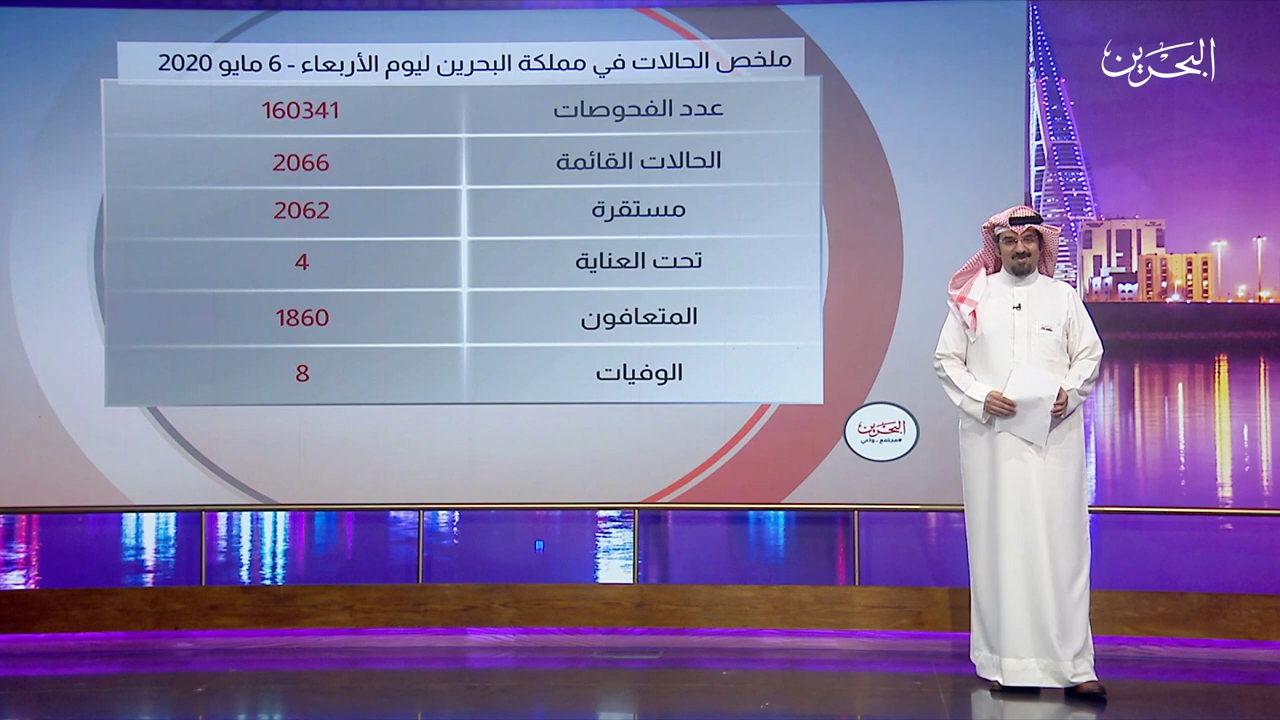 ملخص الحالات في مملكة البحرين ليوم الأربعاء - 6 مايو 2020
عدد الفحوصات 160341
الحالات القائمة 2066
مستقرة 2062
تحت العناية 4
المتعافون 1860
الوفيات 8
البحرين
البحرين
#مجتمع_واعي